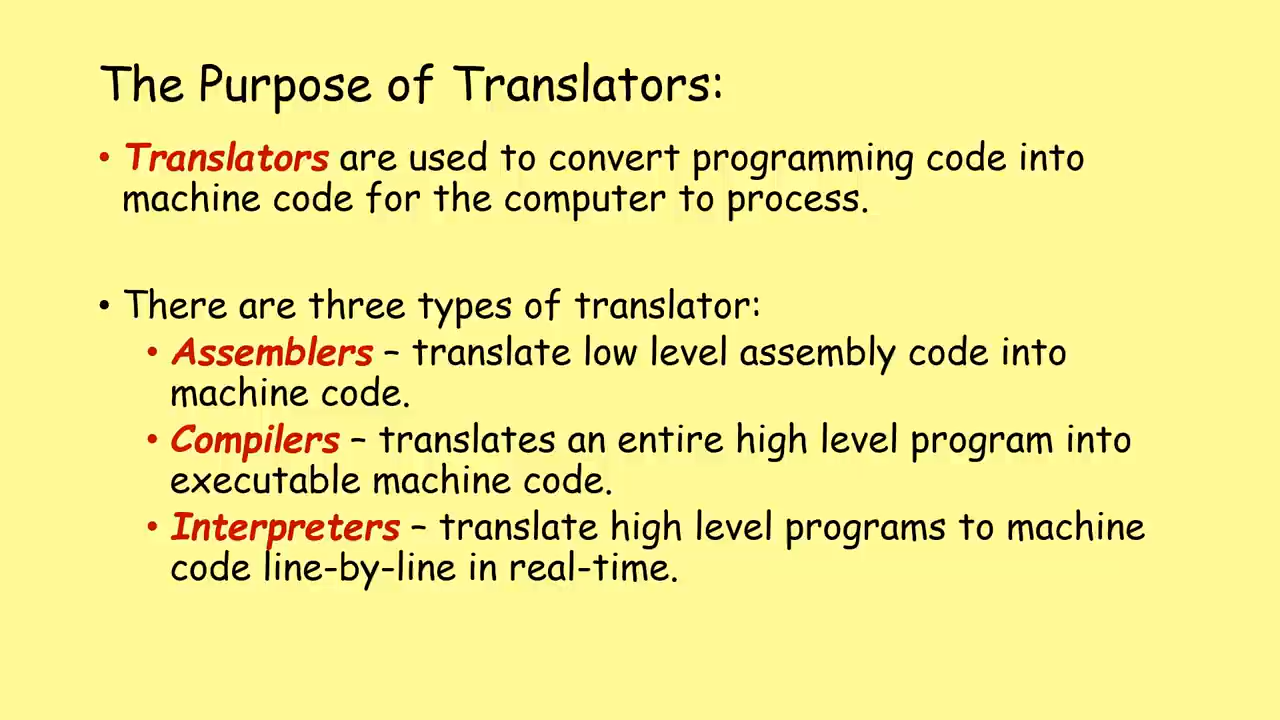 The Purpose of Translators:
• Translators are used to convert programming code into
machine code for the computer to process.
• There are three types of translator:
• Assemblers – translate low level assembly code into
machine code.
• Compilers – translates an entire high level program into
executable machine code.
• Interpreters – translate high level programs to machine
code line-by-line in real-time.